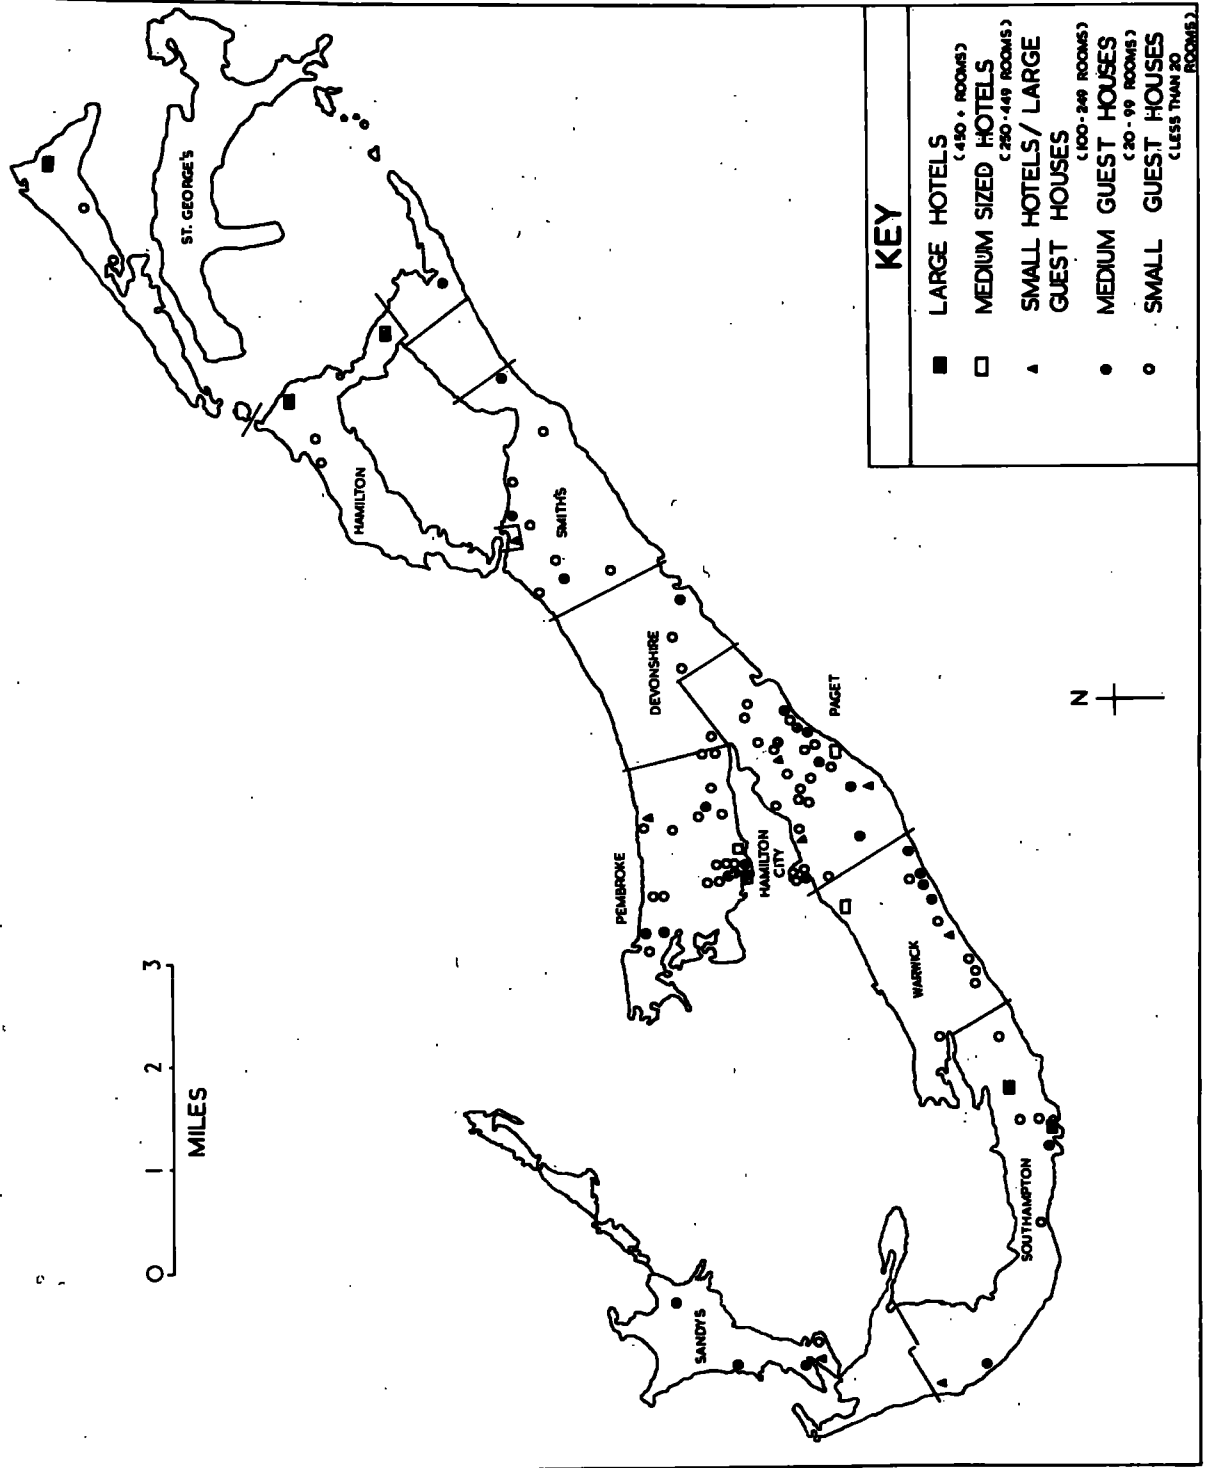 ST. GEORGE'S
HAMILTON
SMITH'S
DEVONSHIRE
PAGET
PEMBROKE
HAMILTON
CITY
WARWICK
SOUTHAMPTON
SANDYS
N
0 1 2 3
MILES
KEY
LARGE HOTELS
(450 + ROOMS)
MEDIUM SIZED HOTELS
(250-449 ROOMS)
SMALL HOTELS/ LARGE
GUEST HOUSES
(100-249 ROOMS)
MEDIUM GUEST HOUSES
(20-99 ROOMS)
SMALL GUEST HOUSES
(LESS THAN 20
ROOMS)